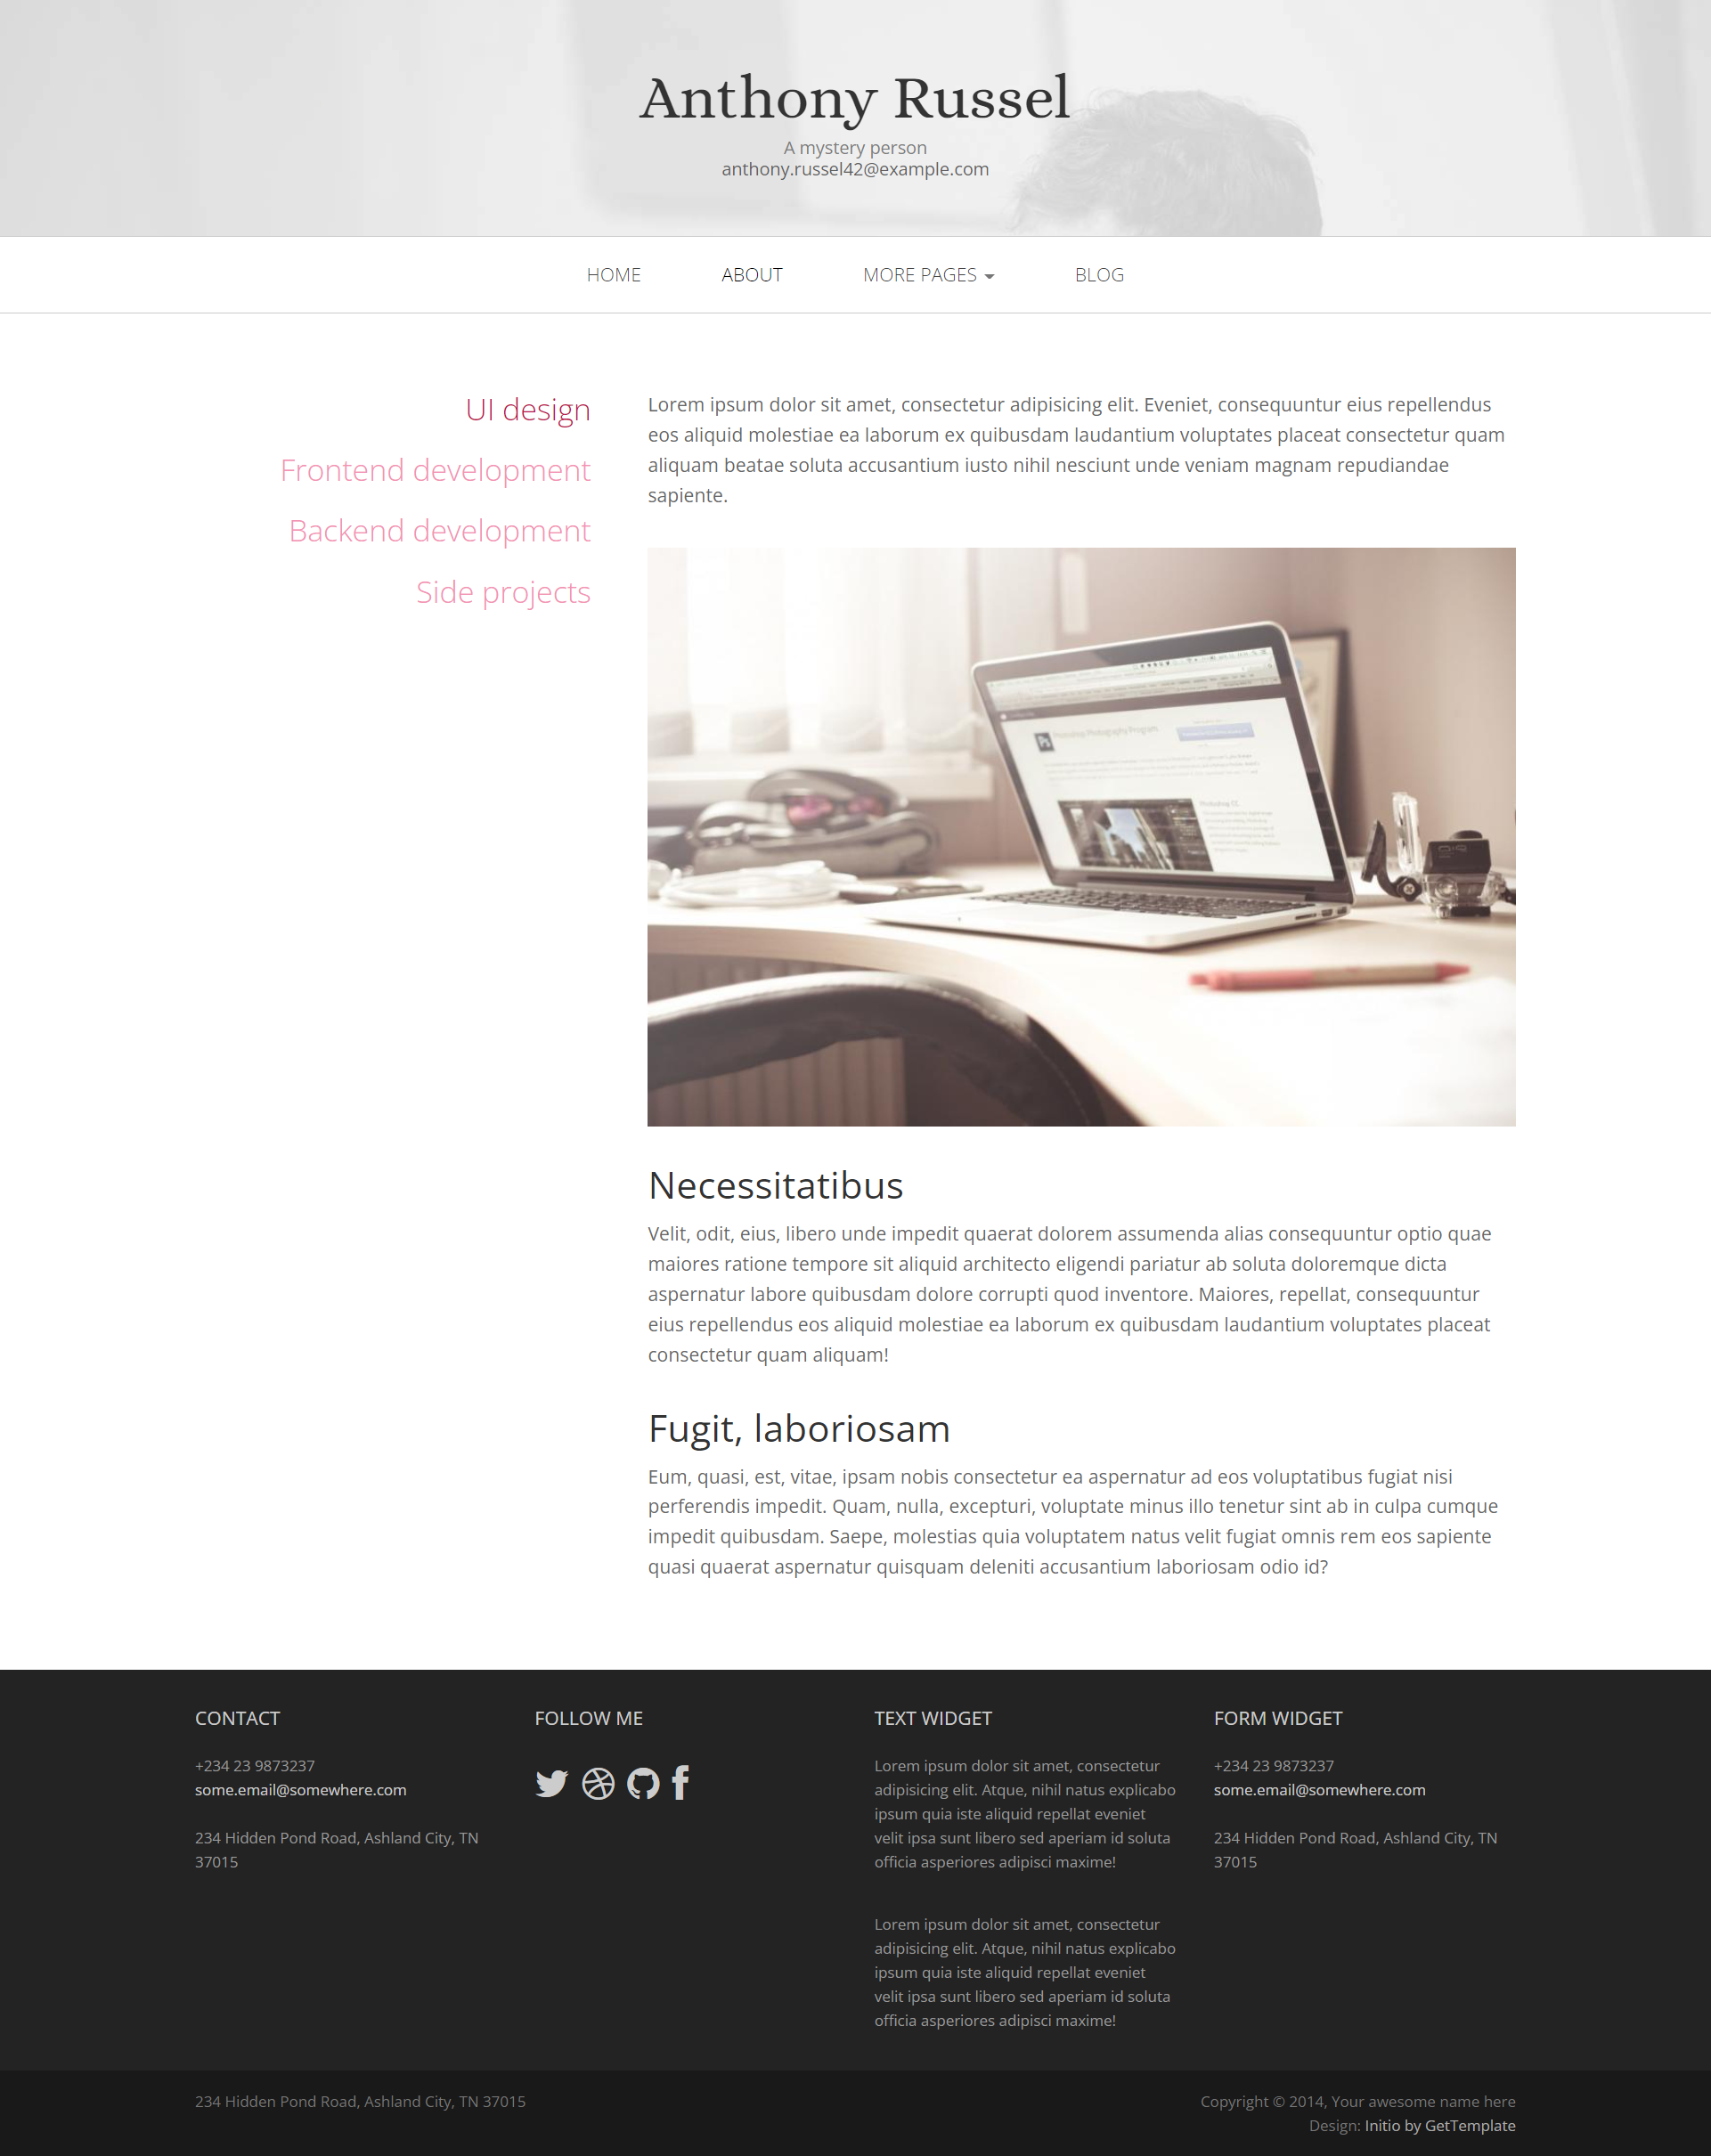 Anthony Russel
A mystery person
anthony.russel42@example.com
HOME ABOUT MORE PAGES BLOG
UI design
Frontend development
Backend development
Side projects
Lorem ipsum dolor sit amet, consectetur adipisicing elit. Eveniet, consequuntur eius repellendus
eos aliquid molestiae ea laborum ex quibusdam laudantium voluptates placeat consectetur quam
aliquam beatae soluta accusantium iusto nihil nesciunt unde veniam magnam repudiandae
sapiente.
Ps Photoshop Photography Program
Photoshop CC
Necessitatibus
Velit, odit, eius, libero unde impedit quaerat dolorem assumenda alias consequuntur optio quae
maiores ratione tempore sit aliquid architecto eligendi pariatur ab soluta doloremque dicta
aspernatur labore quibusdam dolore corrupti quod inventore. Maiores, repellat, consequuntur
eius repellendus eos aliquid molestiae ea laborum ex quibusdam laudantium voluptates placeat
consectetur quam aliquam!
Fugit, laboriosam
Eum, quasi, est, vitae, ipsam nobis consectetur ea aspernatur ad eos voluptatibus fugiat nisi
perferendis impedit. Quam, nulla, excepturi, voluptate minus illo tenetur sint ab in culpa cumque
impedit quibusdam. Saepe, molestias quia voluptatem natus velit fugiat omnis rem eos sapiente
quasi quaerat aspernatur quisquam deleniti accusantium laboriosam odio id?
CONTACT
+234 23 9873237
some.email@somewhere.com
234 Hidden Pond Road, Ashland City, TN
37015
FOLLOW ME
TEXT WIDGET
Lorem ipsum dolor sit amet, consectetur
adipisicing elit. Atque, nihil natus explicabo
ipsum quia iste aliquid repellat eveniet
velit ipsa sunt libero sed aperiam id soluta
officia asperiores adipisci maxime!
Lorem ipsum dolor sit amet, consectetur
adipisicing elit. Atque, nihil natus explicabo
ipsum quia iste aliquid repellat eveniet
velit ipsa sunt libero sed aperiam id soluta
officia asperiores adipisci maxime!
FORM WIDGET
+234 23 9873237
some.email@somewhere.com
234 Hidden Pond Road, Ashland City, TN
37015
234 Hidden Pond Road, Ashland City, TN 37015
Copyright © 2014, Your awesome name here
Design: Initio by GetTemplate